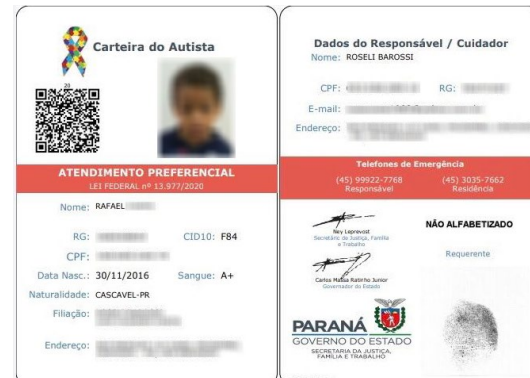 Carteira do Autista
ATENDIMENTO PREFERENCIAL
LEI FEDERAL nº 13.977/2020
Nome: RAFAEL
RG:
CID10: F84
CPF:
Data Nasc.: 30/11/2016
Sangue: A+
Naturalidade: CASCAVEL-PR
Filiação:
Endereço:
Dados do Responsável / Cuidador
Nome: ROSELI BAROSSI
CPF:
RG:
E-mail:
Endereço:
Telefones de Emergência
(45) 99922-7768
Responsável
(45) 3035-7662
Residência
Ney Leprevost
Secretário de Justiça, Família
e Trabalho
Carlos Massa Ratinho Junior
Governador do Estado
NÃO ALFABETIZADO
Requerente
PARANÁ
GOVERNO DO ESTADO
SECRETARIA DA JUSTIÇA,
FAMÍLIA E TRABALHO